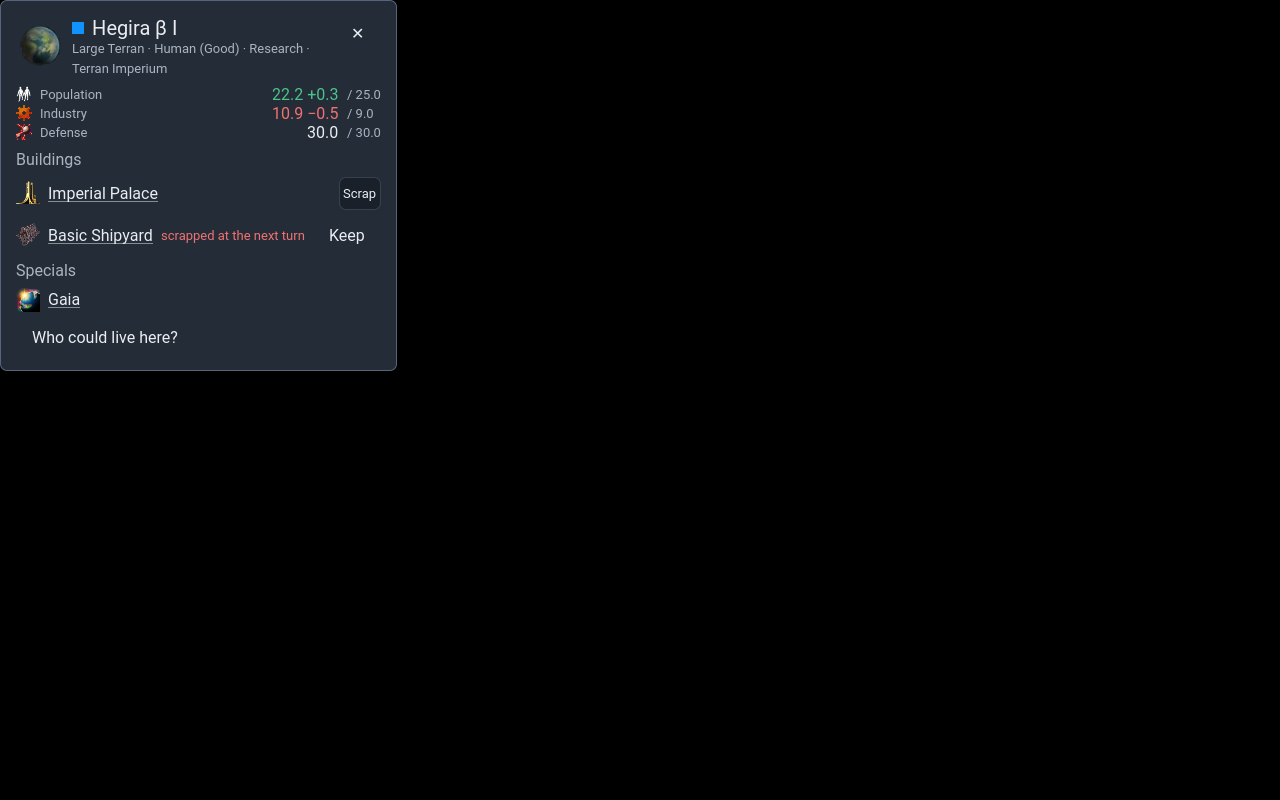 Hegira β I
✕
Large Terran · Human (Good) · Research ·
Terran Imperium
Population 22.2 +0.3 / 25.0
Industry 10.9 −0.5 / 9.0
Defense 30.0 / 30.0
Buildings
Imperial Palace Scrap
Basic Shipyard scrapped at the next turn Keep
Specials
Gaia
Who could live here?